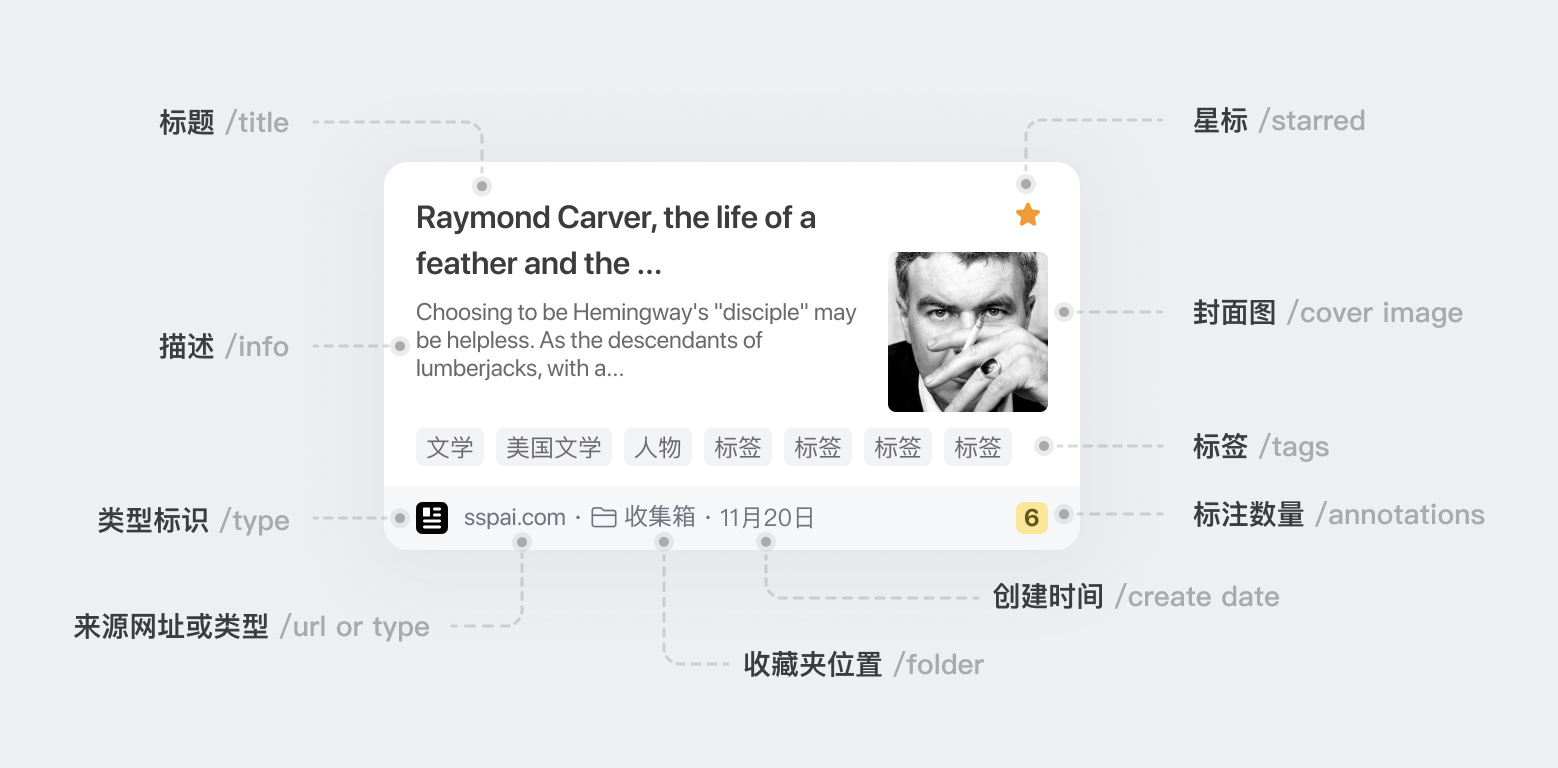 标题 /title
星标 /starred
Raymond Carver, the life of a
feather and the ...
Choosing to be Hemingway's "disciple" may
be helpless. As the descendants of
lumberjacks, with a...
封面图 /cover image
描述 /info
文学 美国文学 人物 标签 标签 标签 标签
标签 /tags
类型标识 /type
sspai.com · 收集箱 · 11月20日
6
标注数量 /annotations
创建时间 /create date
来源网址或类型 /url or type
收藏夹位置 /folder